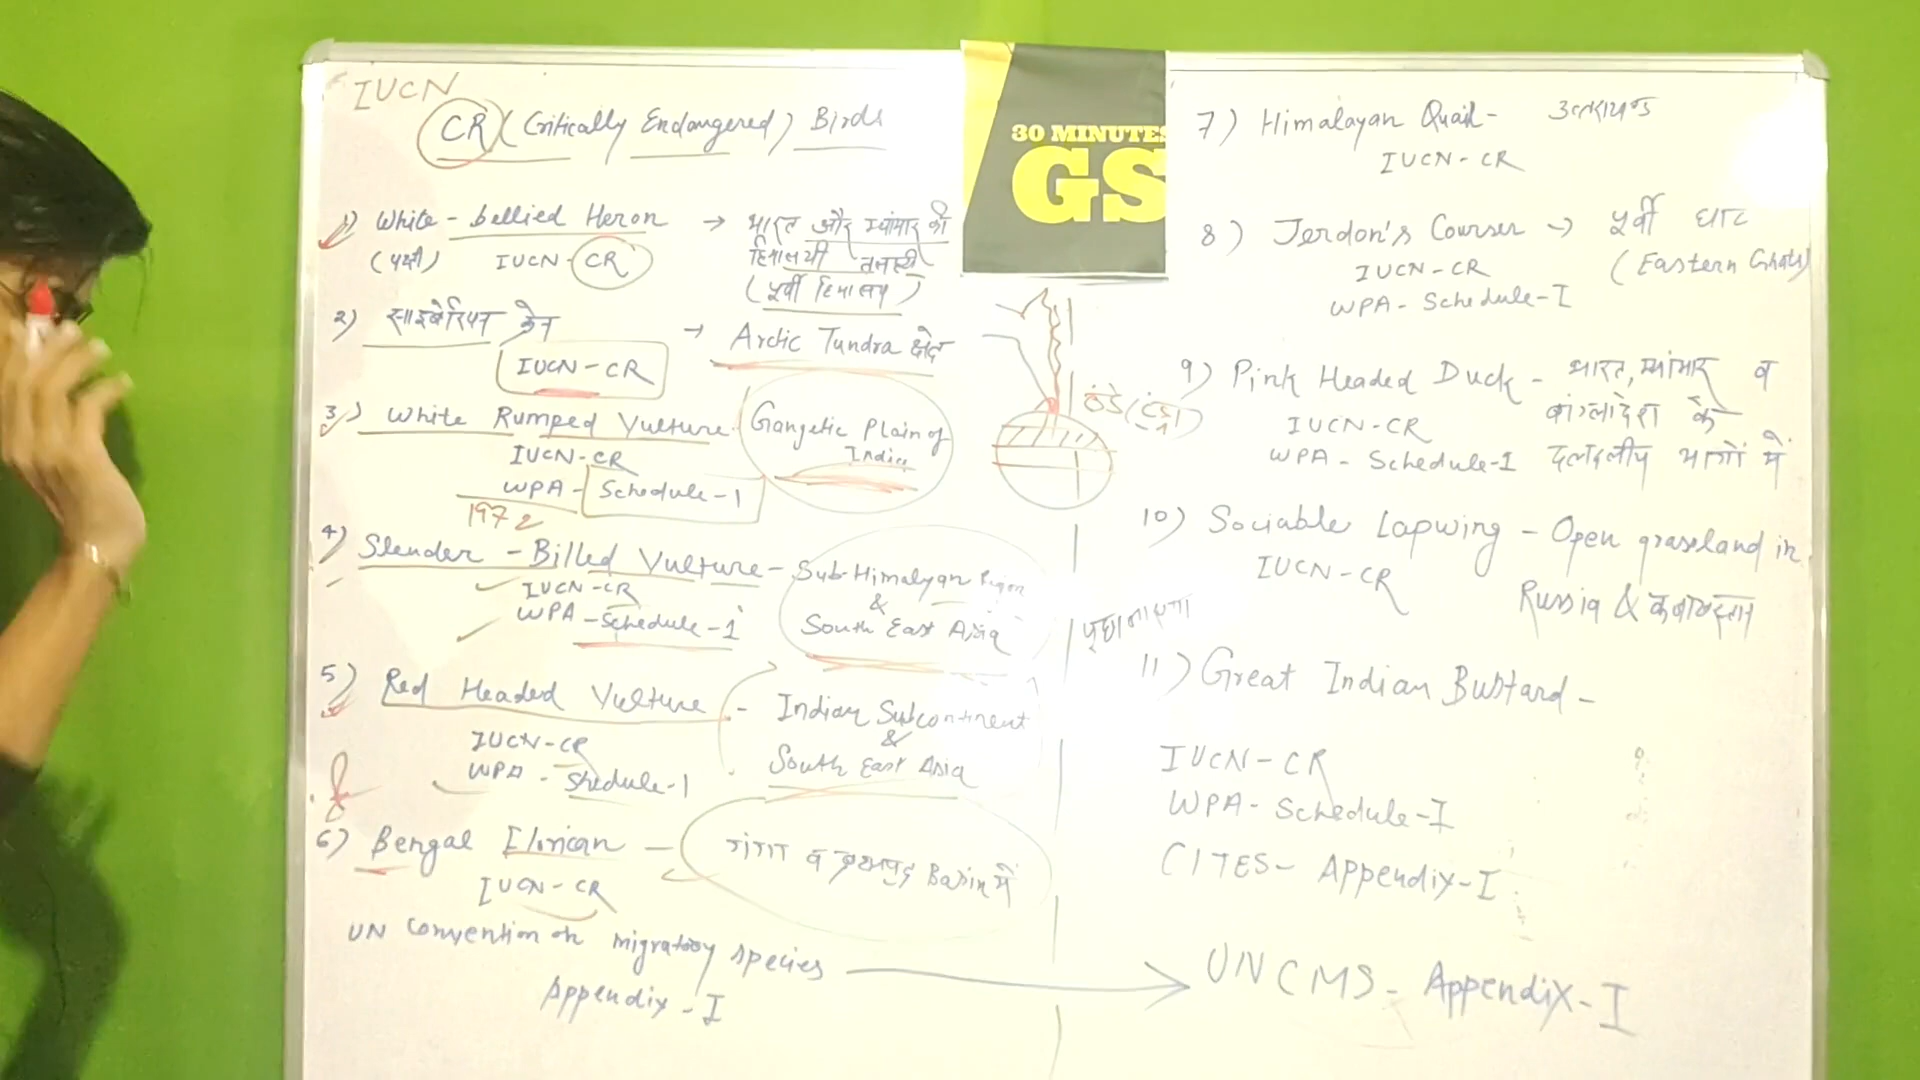 IUCN
CR (Critically Endangered) Birds
1) White - bellied Heron → भारत और म्यांमार की
(पक्षी) IUCN - CR हिमालयी तलहटी
(पूर्वी हिमालय)
2) साइबेरियन क्रेन → Arctic Tundra क्षेत्र
IUCN - CR
3) White Rumped Vulture Gangetic Plain of
India
IUCN - CR
WPA - Schedule - 1
1972
4) Slender - Billed Vulture - Sub-Himalyan Region
IUCN - CR &
WPA - Schedule - 1 South East Asia
5) Red Headed Vulture - Indian Subcontinent
IUCN - CR &
WPA - Shedule - 1 South East Asia
6) Bengal Florican - गंगा व ब्रह्मपुत्र Basin में
IUCN - CR
UN Convention on migratory species
Appendix - I
30 MINUTES
GS
7) Himalayan Quail - उत्तराखण्ड
IUCN - CR
8) Jerdon's Courser → पूर्वी घाट
IUCN - CR (Eastern Ghats)
WPA - Schedule - I
ठंडे (ठंडा)
9) Pink Headed Duck - भारत, म्यांमार व
IUCN - CR बांग्लादेश के
WPA - Schedule - I दलदलीय भागों में
10) Sociable Lapwing - Open grassland in
IUCN - CR Russia & कजाकिस्तान
11) Great Indian Bustard -
IUCN - CR
WPA - Schedule - I
CITES - Appendix - I
UNCMS - Appendix - I